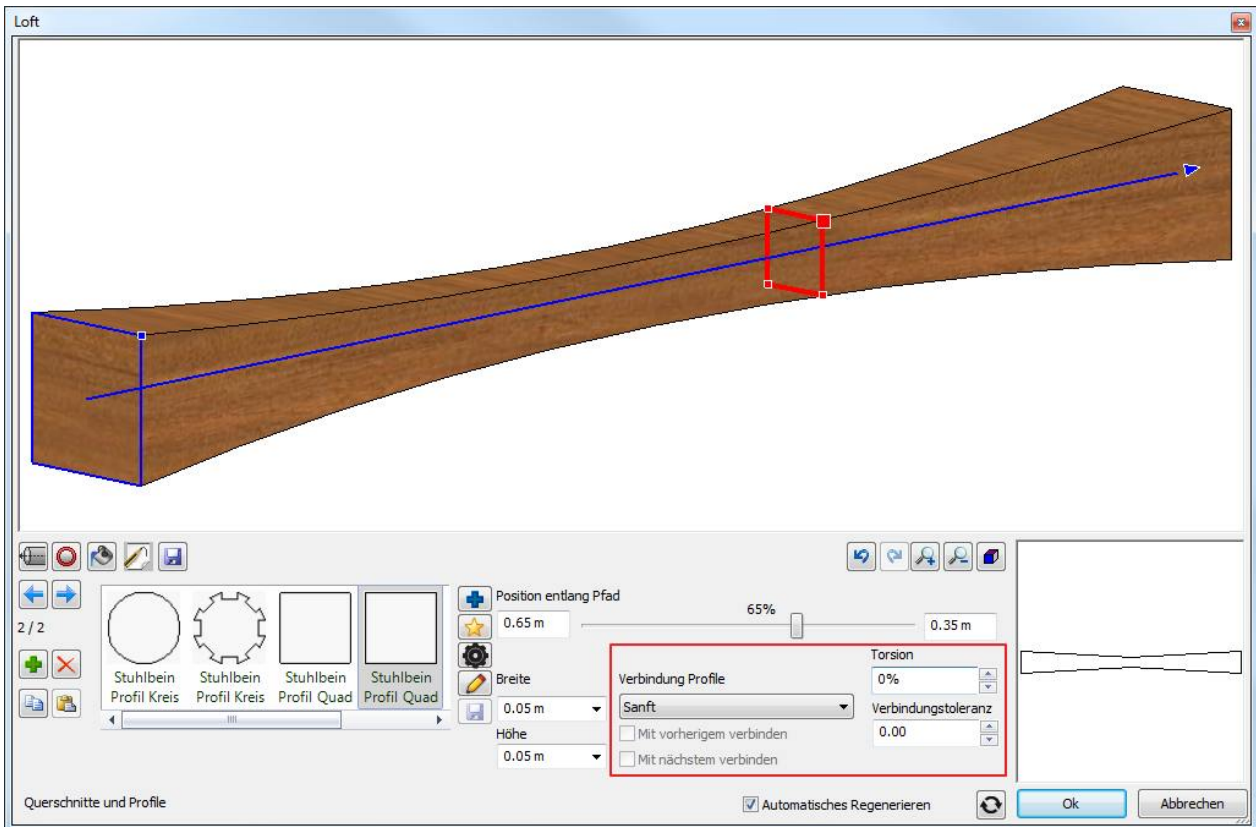 Loft
2 / 2
Stuhlbein Profil Kreis
Stuhlbein Profil Kreis
Stuhlbein Profil Quad
Stuhlbein Profil Quad
Position entlang Pfad
0.65 m
65%
0.35 m
Breite
0.05 m
Höhe
0.05 m
Verbindung Profile
Sanft
Mit vorherigem verbinden
Mit nächstem verbinden
Torsion
0%
Verbindungstoleranz
0.00
Querschnitte und Profile
Automatisches Regenerieren
Ok
Abbrechen